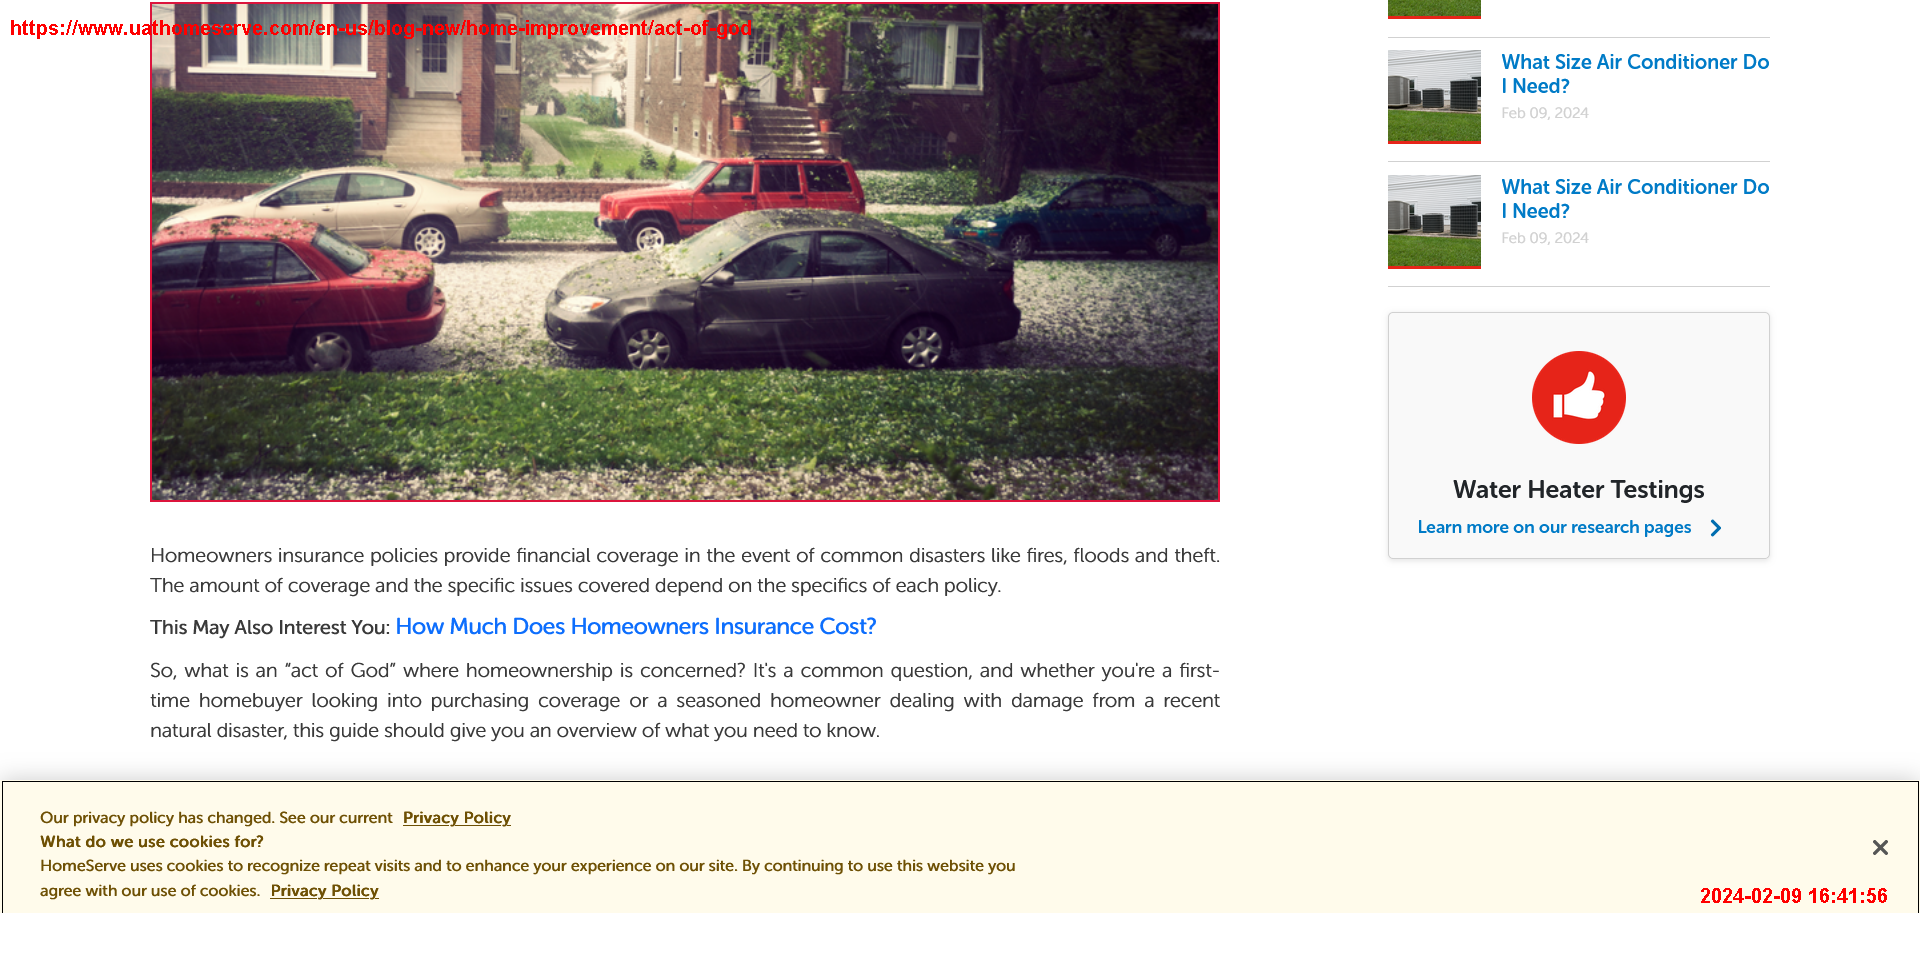 https://www.uathomeserve.com/en-us/blog-new/home-improvement/act-of-god
Homeowners insurance policies provide financial coverage in the event of common disasters like fires, floods and theft.
The amount of coverage and the specific issues covered depend on the specifics of each policy.
This May Also Interest You: How Much Does Homeowners Insurance Cost?
So, what is an “act of God” where homeownership is concerned? It's a common question, and whether you're a first-
time homebuyer looking into purchasing coverage or a seasoned homeowner dealing with damage from a recent
natural disaster, this guide should give you an overview of what you need to know.
What Size Air Conditioner Do
I Need?
Feb 09, 2024
What Size Air Conditioner Do
I Need?
Feb 09, 2024
Water Heater Testings
Learn more on our research pages
Our privacy policy has changed. See our current Privacy Policy
What do we use cookies for?
HomeServe uses cookies to recognize repeat visits and to enhance your experience on our site. By continuing to use this website you
agree with our use of cookies. Privacy Policy
2024-02-09 16:41:56